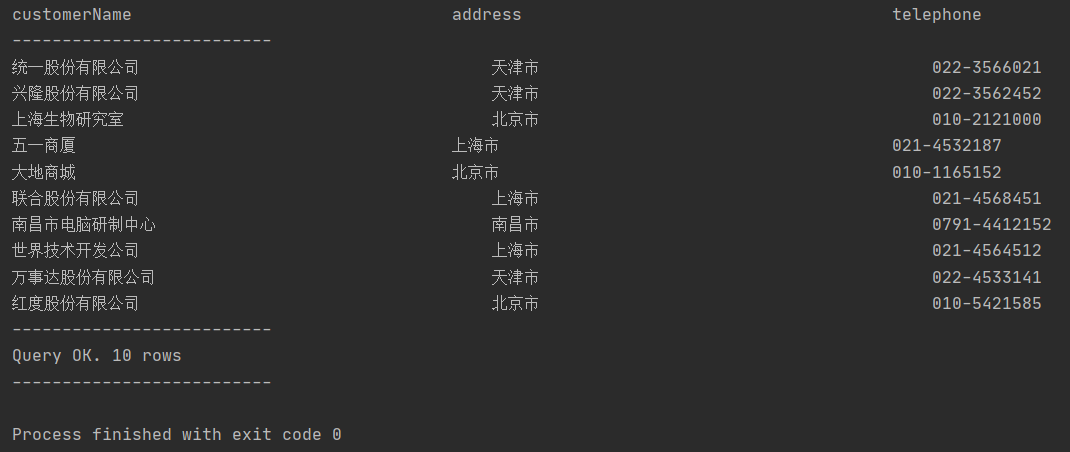 customerName address telephone
--------------------------
统一股份有限公司 天津市 022-3566021
兴隆股份有限公司 天津市 022-3562452
上海生物研究室 北京市 010-2121000
五一商厦 上海市 021-4532187
大地商城 北京市 010-1165152
联合股份有限公司 上海市 021-4568451
南昌市电脑研制中心 南昌市 0791-4412152
世界技术开发公司 上海市 021-4564512
万事达股份有限公司 天津市 022-4533141
红度股份有限公司 北京市 010-5421585
--------------------------
Query OK. 10 rows
--------------------------
Process finished with exit code 0